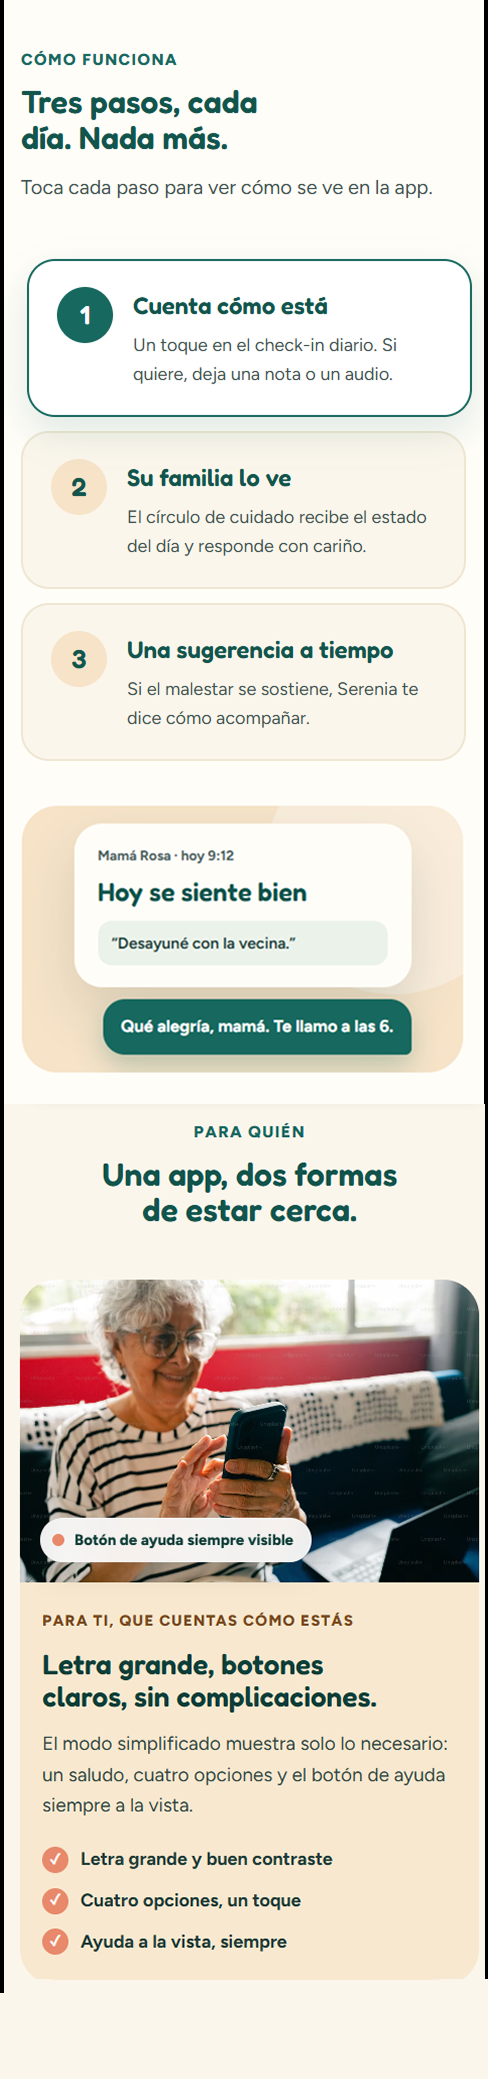 CÓMO FUNCIONA
Tres pasos, cada
día. Nada más.
Toca cada paso para ver cómo se ve en la app.
1
Cuenta cómo está
Un toque en el check-in diario. Si
quiere, deja una nota o un audio.
2
Su familia lo ve
El círculo de cuidado recibe el estado
del día y responde con cariño.
3
Una sugerencia a tiempo
Si el malestar se sostiene, Serenia te
dice cómo acompañar.
Mamá Rosa · hoy 9:12
Hoy se siente bien
“Desayuné con la vecina.”
Qué alegría, mamá. Te llamo a las 6.
PARA QUIÉN
Una app, dos formas
de estar cerca.
Botón de ayuda siempre visible
PARA TI, QUE CUENTAS CÓMO ESTÁS
Letra grande, botones
claros, sin complicaciones.
El modo simplificado muestra solo lo necesario:
un saludo, cuatro opciones y el botón de ayuda
siempre a la vista.
Letra grande y buen contraste
Cuatro opciones, un toque
Ayuda a la vista, siempre